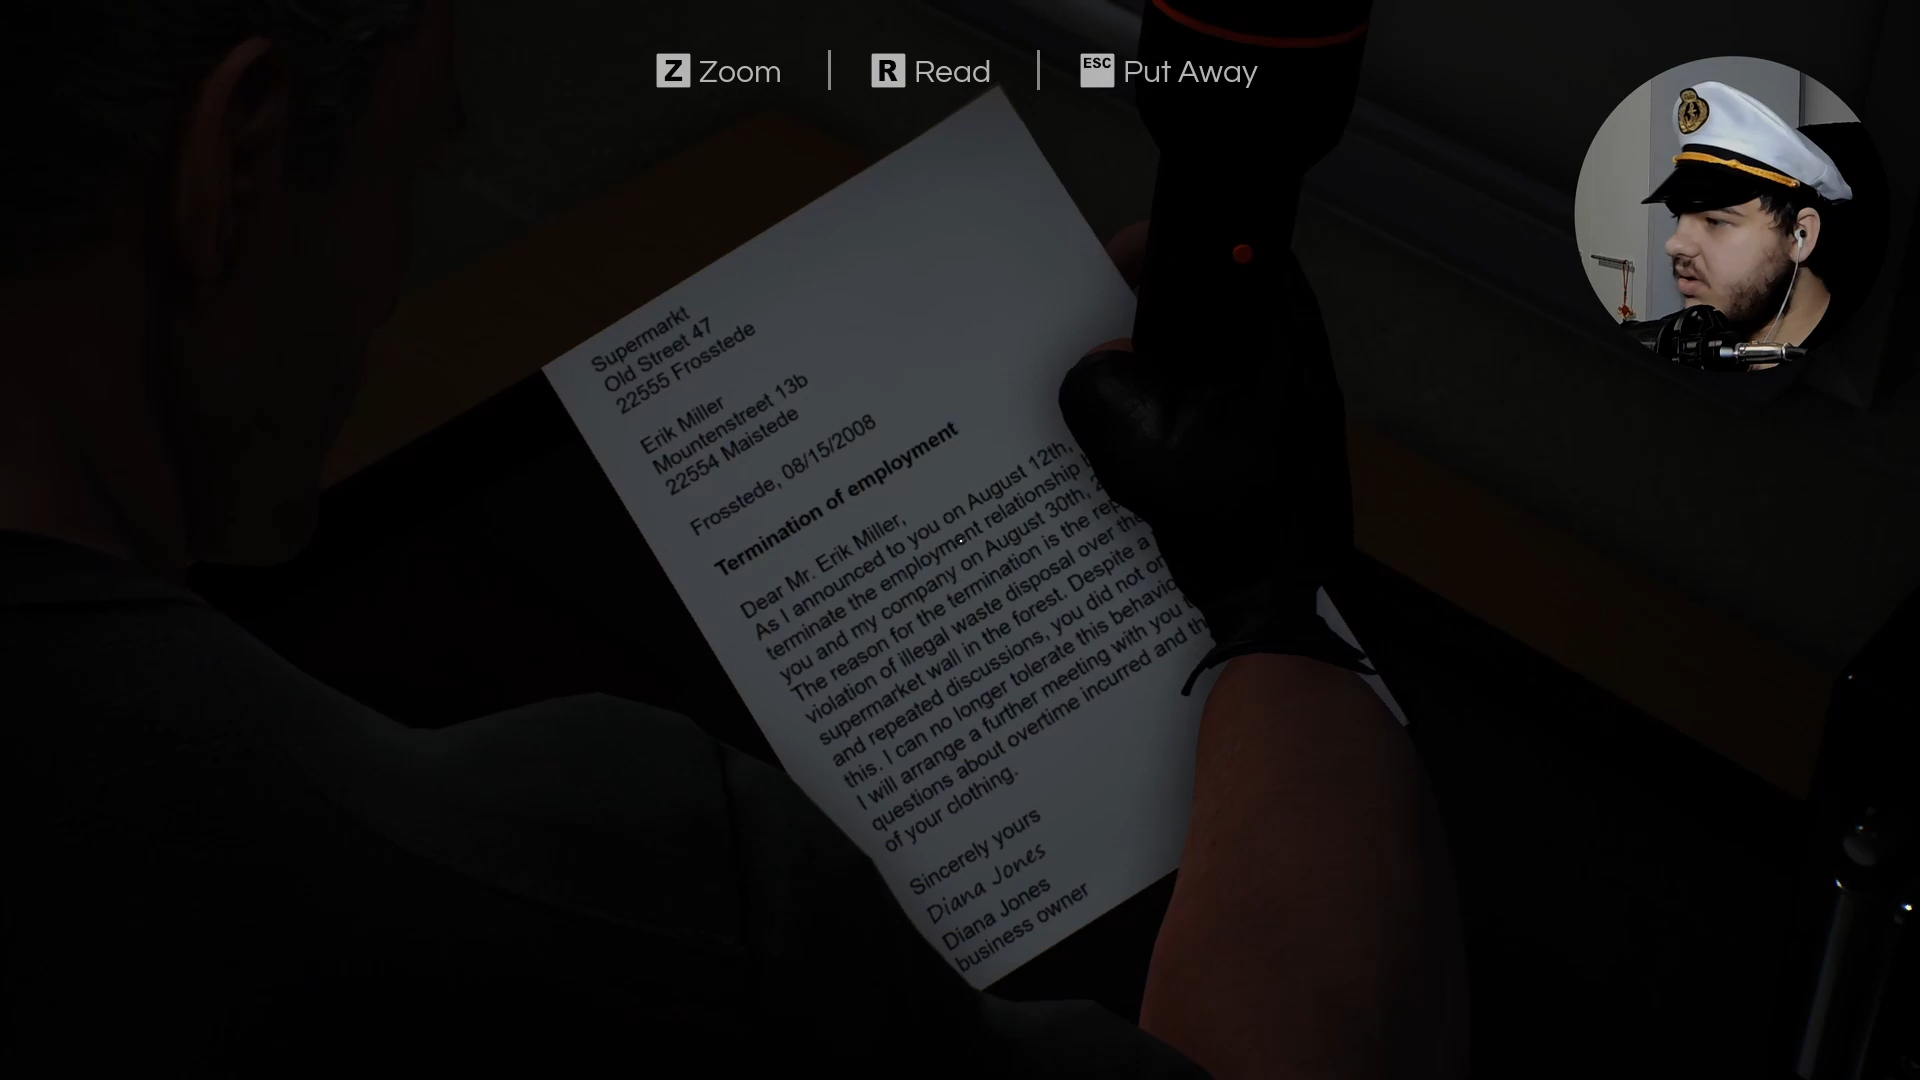 Z Zoom
R Read
ESC Put Away
Supermarkt
Old Street 47
22555 Frosstede
Erik Miller
Mountenstreet 13b
22554 Maistede
Frosstede, 08/15/2008
Termination of employment
Dear Mr. Erik Miller,
As I announced to you on August 12th,
terminate the employment relationship
you and my company on August 30th,
The reason for the termination is the
violation of illegal waste disposal over the
supermarket wall in the forest. Despite a
and repeated discussions, you did not
this. I can no longer tolerate this
I will arrange a further meeting with you
questions about overtime incurred and
of your clothing.
Sincerely yours
Diana Jones
Diana Jones
business owner